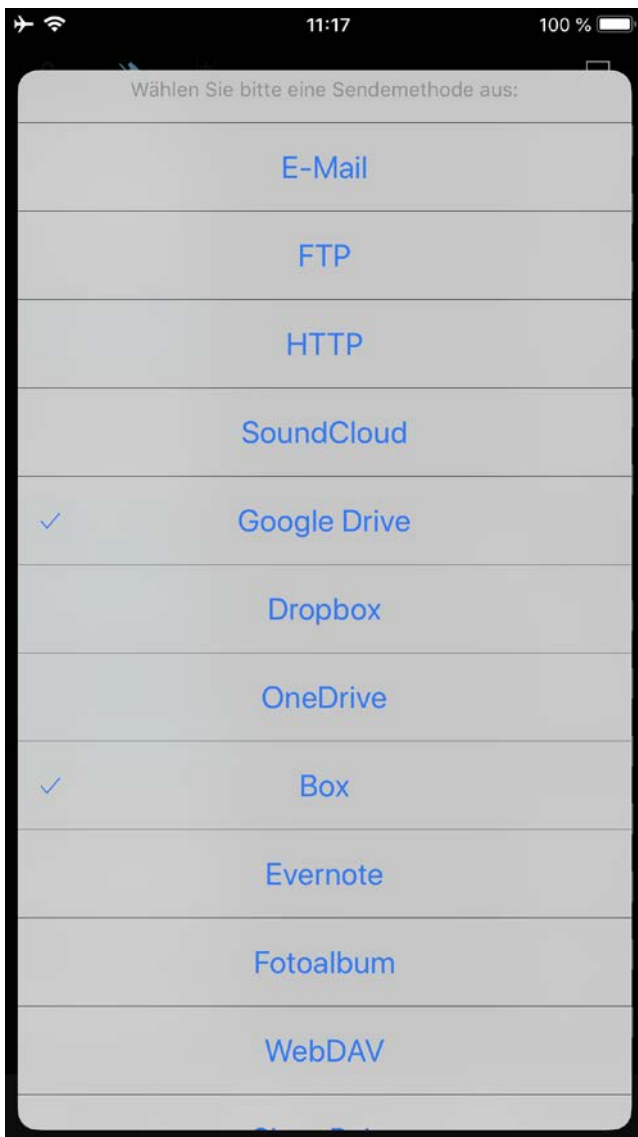 11:17
100 %
Wählen Sie bitte eine Sendemethode aus:
E-Mail
FTP
HTTP
SoundCloud
Google Drive
Dropbox
OneDrive
Box
Evernote
Fotoalbum
WebDAV